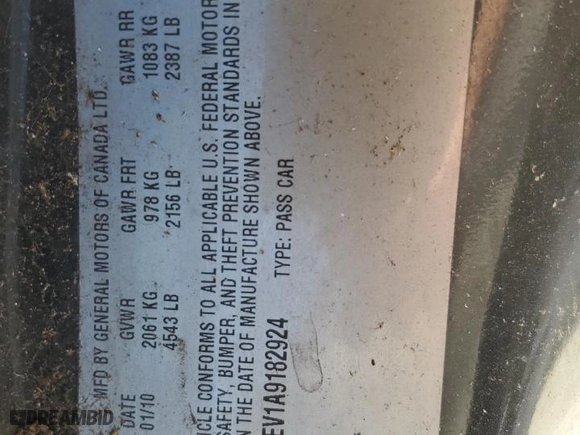 MFD BY GENERAL MOTORS OF CANADA LTD.
DATE GVWR GAWR FRT GAWR RR
01/10 2061 KG 978 KG 1083 KG
4543 LB 2156 LB 2387 LB
ICLE CONFORMS TO ALL APPLICABLE U.S. FEDERAL MOTOR
SAFETY, BUMPER, AND THEFT PREVENTION STANDARDS IN
N THE DATE OF MANUFACTURE SHOWN ABOVE.
EV1A9182924 TYPE: PASS CAR
DREAMBID